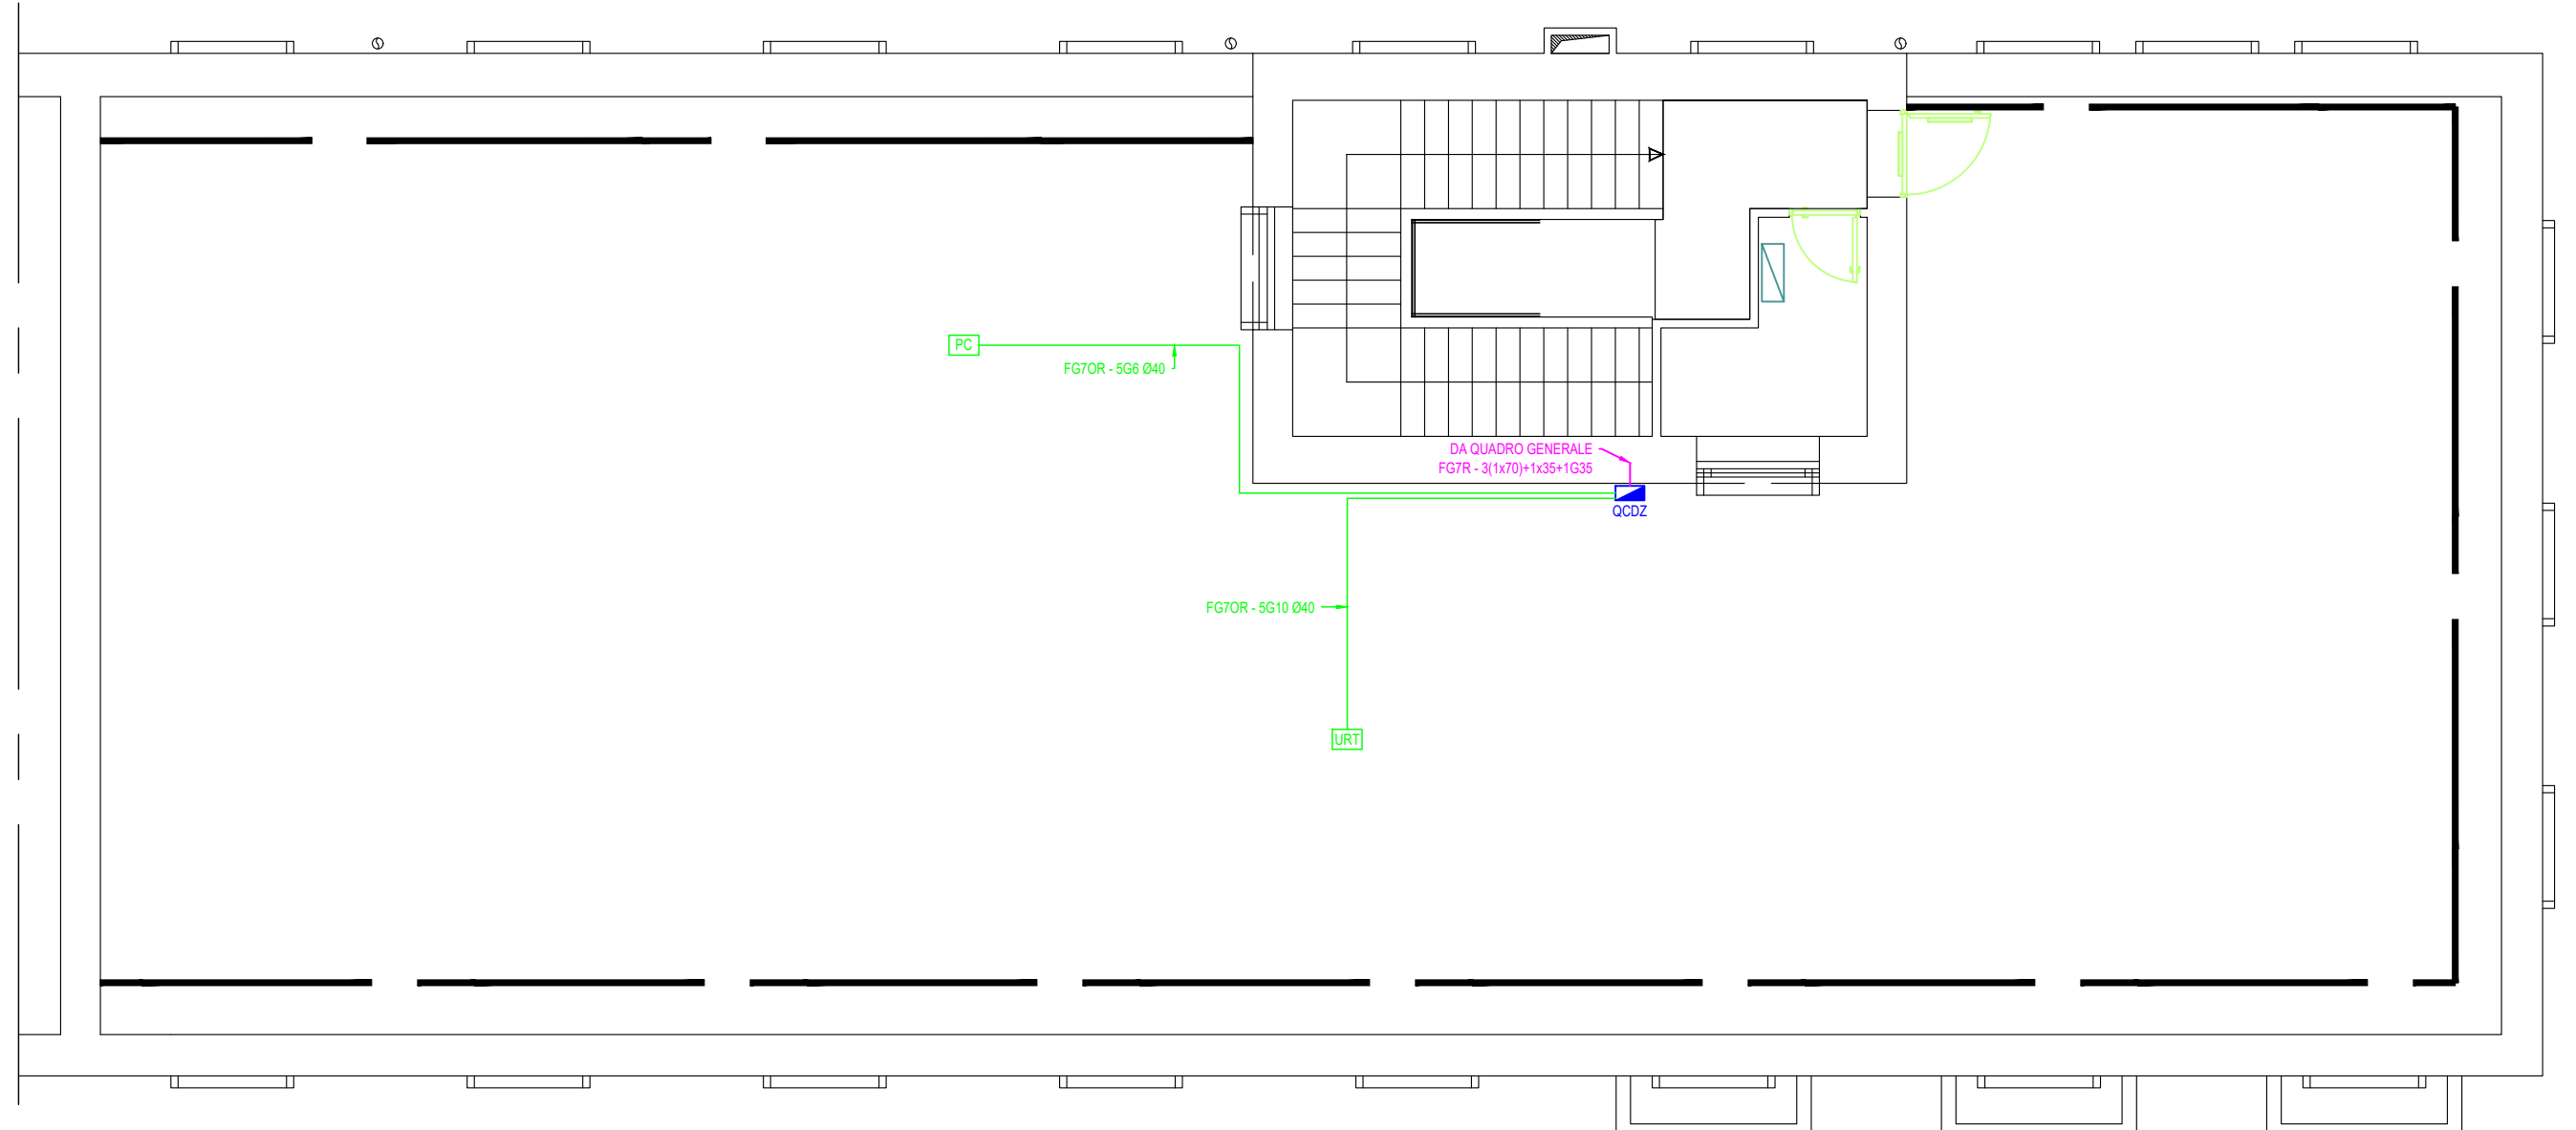 PC
FG7OR - 5G6 Ø40
DA QUADRO GENERALE
FG7R - 3(1x70)+1x35+1G35
QCDZ
FG7OR - 5G10 Ø40
URT